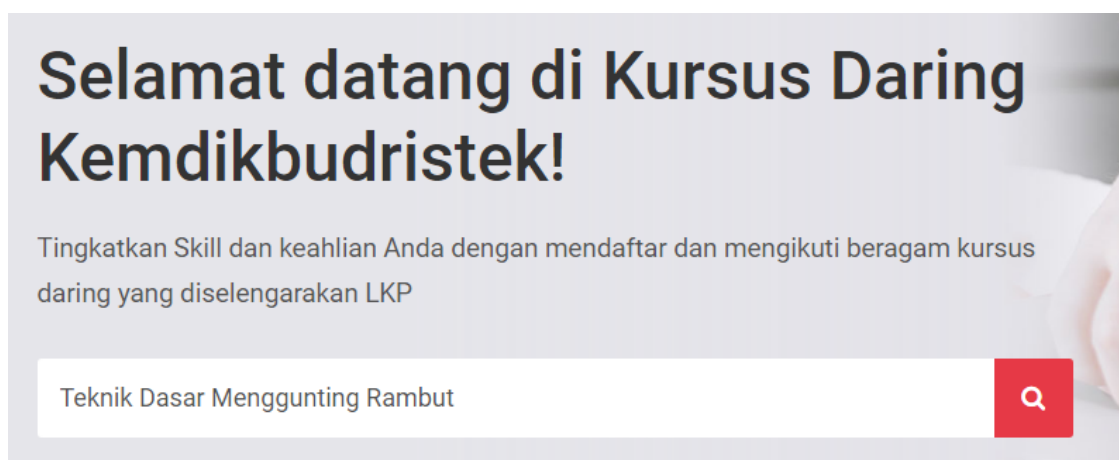 Selamat datang di Kursus Daring
Kemdikbudristek!
Tingkatkan Skill dan keahlian Anda dengan mendaftar dan mengikuti beragam kursus
daring yang diselengarakan LKP
Teknik Dasar Menggunting Rambut